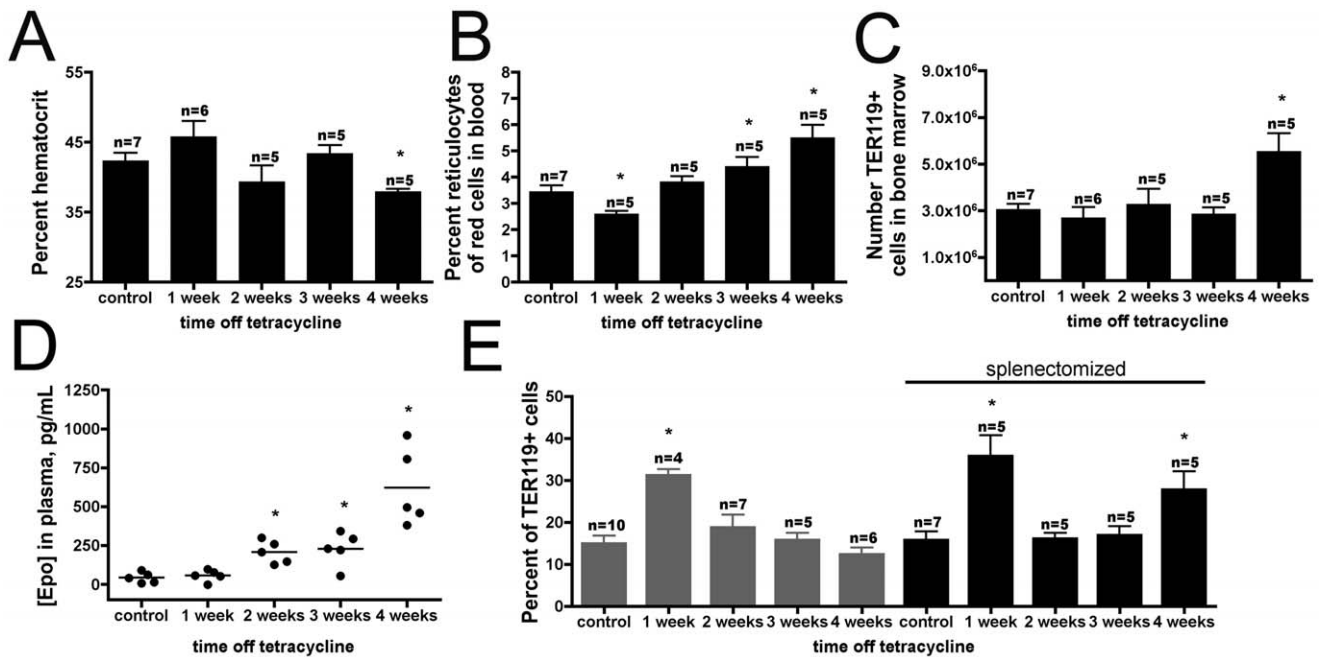 A
Percent hematocrit
55
45
35
25
n=7
n=6
n=5
n=5
*
n=5
control 1 week 2 weeks 3 weeks 4 weeks
time off tetracycline
B
Percent reticulocytes
of red cells in blood
8
7
6
5
4
3
2
1
0
n=7
*
n=5
n=5
*
n=5
*
n=5
control 1 week 2 weeks 3 weeks 4 weeks
time off tetracycline
C
Number TER119+
cells in bone marrow
9.0x10⁶
7.0x10⁶
5.0x10⁶
3.0x10⁶
1.0x10⁶
n=7
n=6
n=5
n=5
*
n=5
control 1 week 2 weeks 3 weeks 4 weeks
time off tetracycline
D
[Epo] in plasma, pg/mL
1250
1000
750
500
250
0
*
*
*
control 1 week 2 weeks 3 weeks 4 weeks
time off tetracycline
E
Percent of TER119+ cells
50
40
30
20
10
0
splenectomized
n=10
*
n=4
n=7
n=5
n=6
n=7
*
n=5
n=5
n=5
*
n=5
control 1 week 2 weeks 3 weeks 4 weeks control 1 week 2 weeks 3 weeks 4 weeks
time off tetracycline